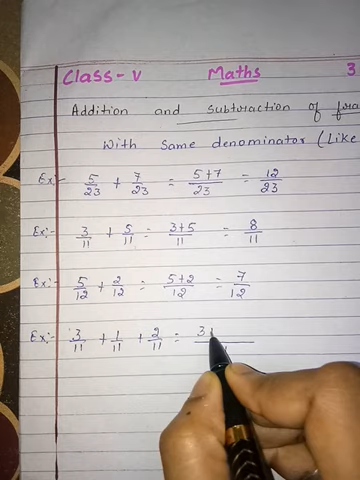 Class-V Maths 3
Addition and subtraction of
With same denominator (Like
Ex:- 5/23 + 7/23 = 5+7/23 = 12/23
Ex:- 3/11 + 5/11 = 3+5/11 = 8/11
Ex:- 5/12 + 2/12 = 5+2/12 = 7/12
Ex:- 3/11 + 1/11 + 2/11 = 3